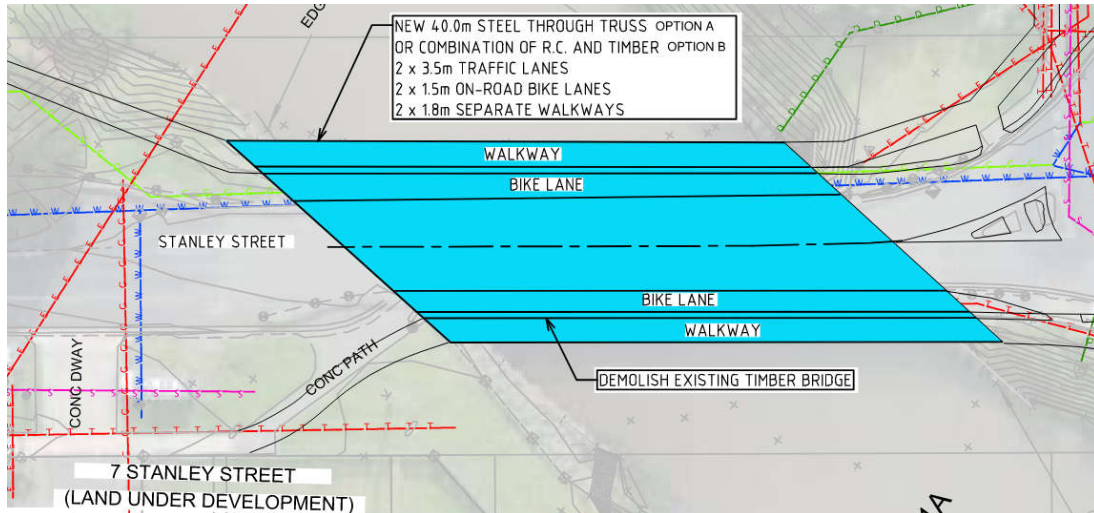 EDG
NEW 40.0m STEEL THROUGH TRUSS OPTION A
OR COMBINATION OF R.C. AND TIMBER OPTION B
2 x 3.5m TRAFFIC LANES
2 x 1.5m ON-ROAD BIKE LANES
2 x 1.8m SEPARATE WALKWAYS
WALKWAY
BIKE LANE
STANLEY STREET
BIKE LANE
WALKWAY
CONC DWAY
CONC PATH
DEMOLISH EXISTING TIMBER BRIDGE
7 STANLEY STREET
(LAND UNDER DEVELOPMENT)